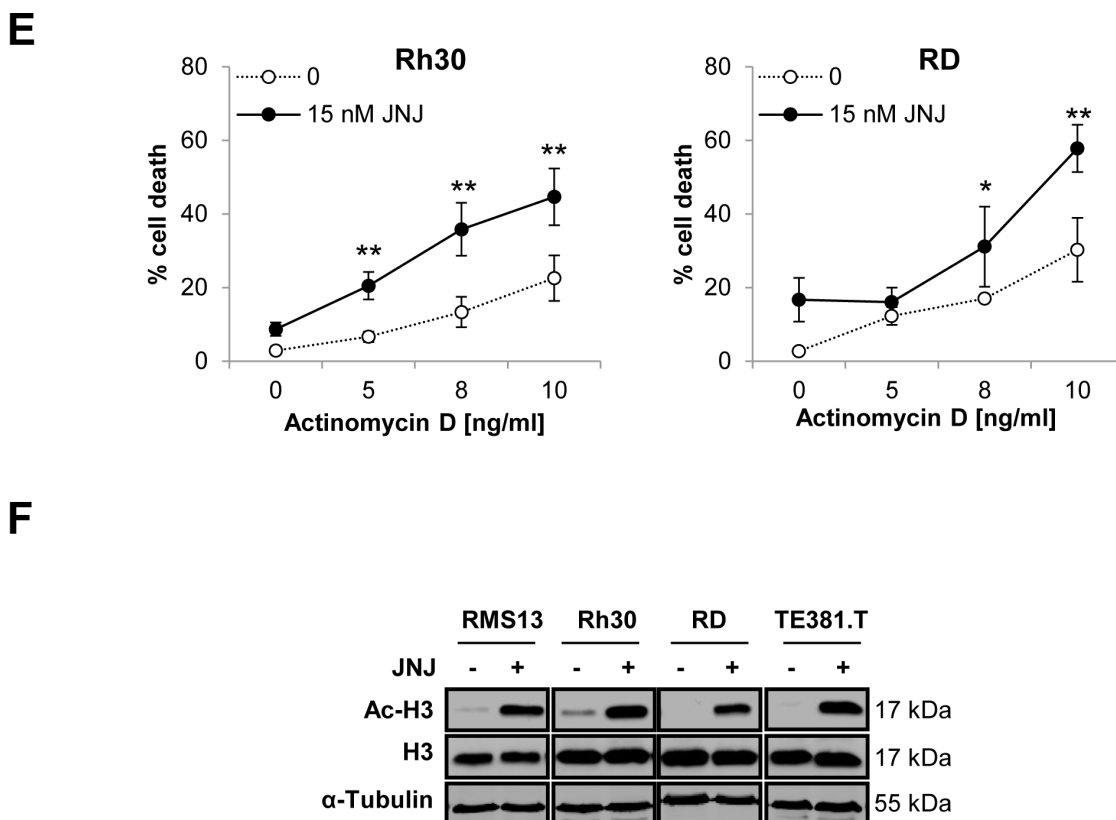 E
Rh30
80
60
40
20
0
% cell death
0
15 nM JNJ
**
**
**
0 5 8 10
Actinomycin D [ng/ml]
RD
80
60
40
20
0
% cell death
0
15 nM JNJ
*
**
0 5 8 10
Actinomycin D [ng/ml]
F
RMS13 Rh30 RD TE381.T
JNJ - + - + - + - +
Ac-H3 17 kDa
H3 17 kDa
α-Tubulin 55 kDa